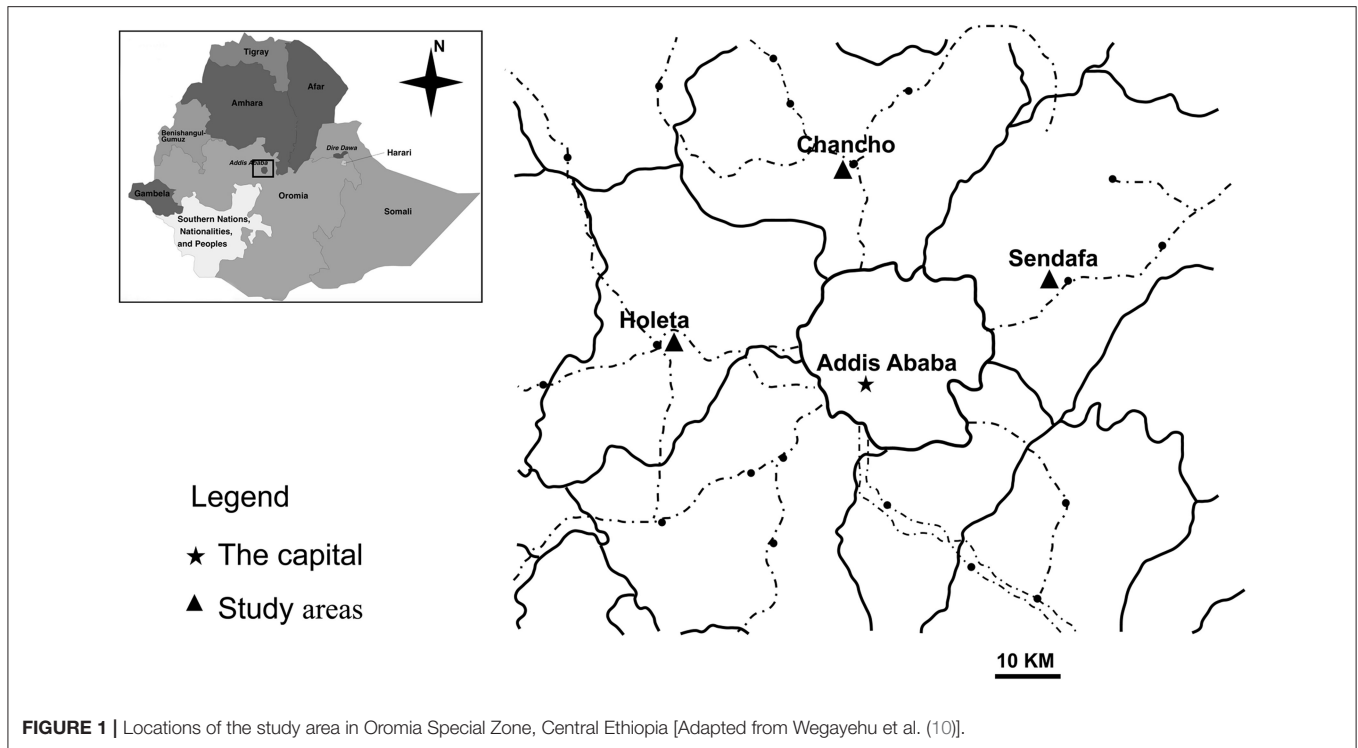 N
Tigray
Afar
Amhara
Benishangul-
Gumuz
Dire Dawa
Addis Ababa
Harari
Gambela
Oromia
Somali
Southern Nations,
Nationalities,
and Peoples
Chancho
Sendafa
Holeta
Addis Ababa
Legend
The capital
Study areas
10 KM
FIGURE 1 | Locations of the study area in Oromia Special Zone, Central Ethiopia [Adapted from Wegayehu et al. (10)].